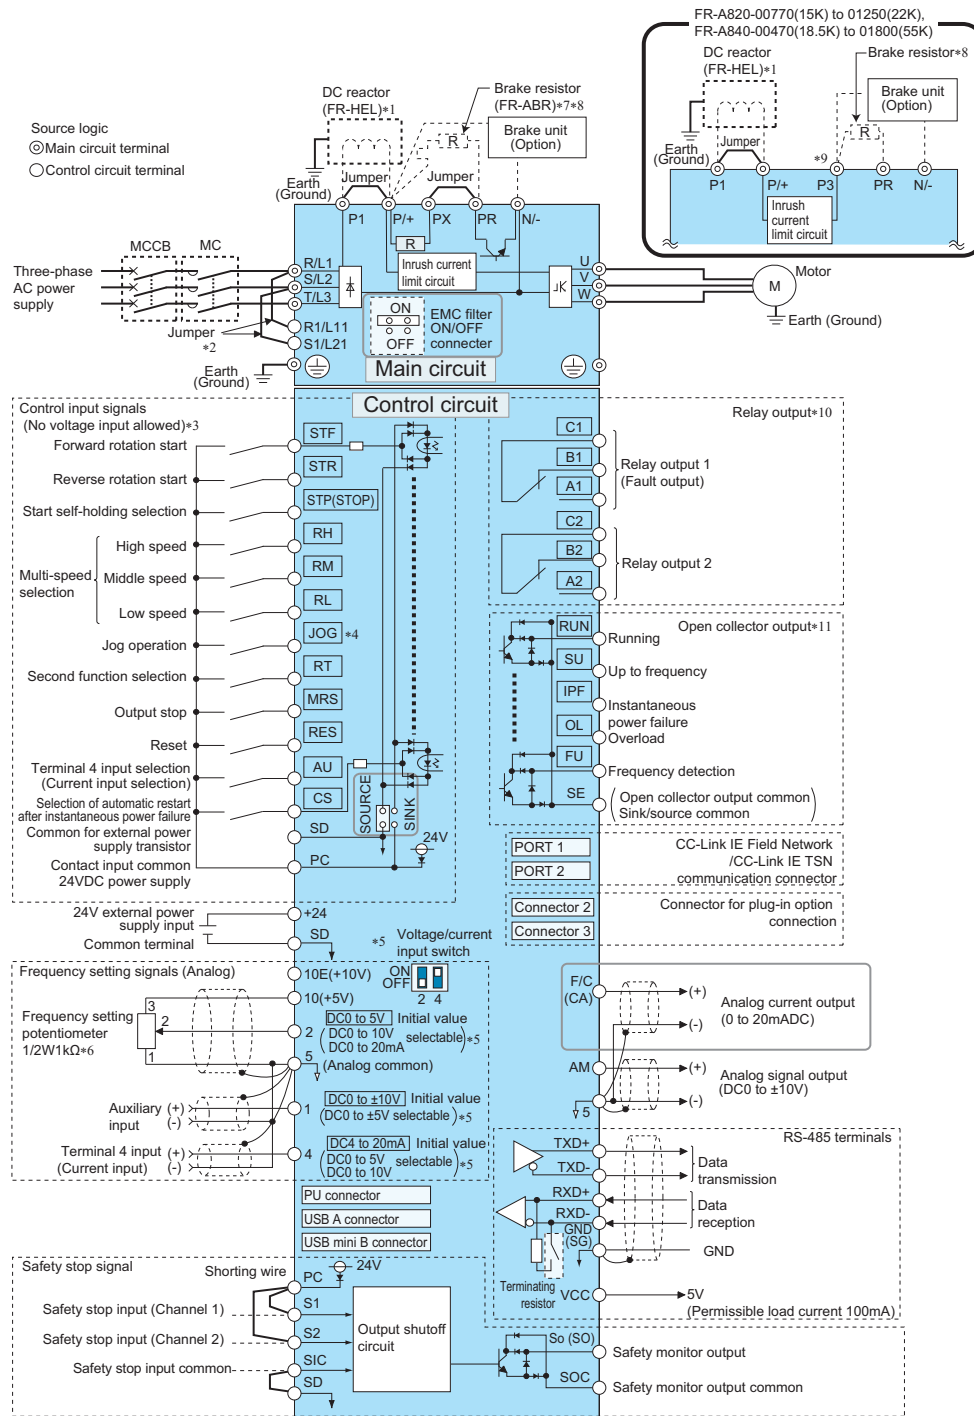 FR-A820-00770(15K) to 01250(22K),
FR-A840-00470(18.5K) to 01800(55K)
DC reactor
(FR-HEL)*1
Brake resistor*8
Brake unit
(Option)
R
Earth
(Ground)
Jumper
*9
P1
P/+
P3
PR
N/-
Inrush
current
limit circuit
Source logic
Main circuit terminal
Control circuit terminal
DC reactor
(FR-HEL)*1
Brake resistor
(FR-ABR)*7*8
Brake unit
(Option)
R
Earth
(Ground)
Jumper
Jumper
P1
P/+
PX
PR
N/-
R
Inrush current
limit circuit
MCCB
MC
Three-phase
AC power
supply
R/L1
S/L2
T/L3
R1/L11
S1/L21
Jumper
*2
Earth
(Ground)
ON
OFF
EMC filter
ON/OFF
connecter
Main circuit
U
V
W
Motor
M
Earth (Ground)
Control circuit
Control input signals
(No voltage input allowed)*3
Forward rotation start
STF
Reverse rotation start
STR
Start self-holding selection
STP(STOP)
Multi-speed
selection
High speed
RH
Middle speed
RM
Low speed
RL
Jog operation
JOG
*4
Second function selection
RT
Output stop
MRS
Reset
RES
Terminal 4 input selection
(Current input selection)
AU
Selection of automatic restart
after instantaneous power failure
CS
SOURCE
SINK
Common for external power
supply transistor
SD
24V
Contact input common
24VDC power supply
PC
24V external power
supply input
+24
Common terminal
SD
Relay output*10
C1
B1
A1
Relay output 1
(Fault output)
C2
B2
A2
Relay output 2
Open collector output*11
RUN
Running
SU
Up to frequency
IPF
Instantaneous
power failure
OL
Overload
FU
Frequency detection
SE
Open collector output common
Sink/source common
PORT 1
PORT 2
CC-Link IE Field Network
/CC-Link IE TSN
communication connector
Connector 2
Connector 3
Connector for plug-in option
connection
*5
Voltage/current
input switch
ON
OFF
2 4
Frequency setting signals (Analog)
10E(+10V)
10(+5V)
Frequency setting
potentiometer
1/2W1kΩ*6
3
2
1
2
DC0 to 5V Initial value
DC0 to 10V
DC0 to 20mA
selectable
*5
5
(Analog common)
Auxiliary
input
(+)
(-)
1
DC0 to ±10V Initial value
(DC0 to ±5V selectable) *5
Terminal 4 input
(Current input)
(+)
(-)
4
DC4 to 20mA Initial value
DC0 to 5V
DC0 to 10V
selectable
*5
F/C
(CA)
(+)
(-)
Analog current output
(0 to 20mADC)
AM
5
(+)
(-)
Analog signal output
(DC0 to ±10V)
RS-485 terminals
TXD+
TXD-
Data
transmission
RXD+
RXD-
Data
reception
GND
(SG)
GND
Terminating
resistor
VCC
5V
(Permissible load current 100mA)
PU connector
USB A connector
USB mini B connector
Safety stop signal
Shorting wire
PC
24V
Safety stop input (Channel 1)
S1
Safety stop input (Channel 2)
S2
Safety stop input common
SIC
SD
Output shutoff
circuit
So (SO)
Safety monitor output
SOC
Safety monitor output common